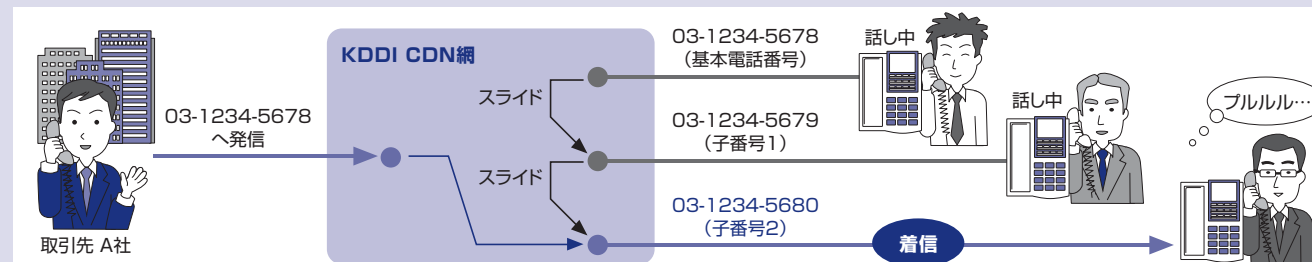 取引先 A社
03-1234-5678
へ発信
KDDI CDN網
スライド
スライド
03-1234-5678
(基本電話番号)
03-1234-5679
(子番号1)
03-1234-5680
(子番号2)
着信
話し中
話し中
プルルル…